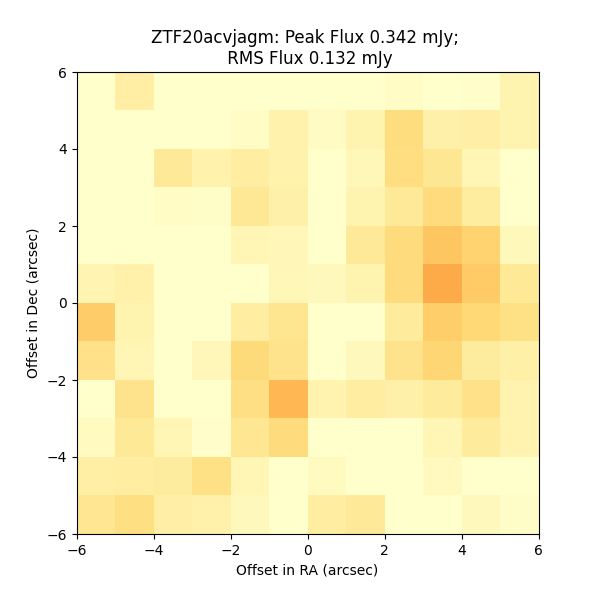 ZTF20acvjagm: Peak Flux 0.342 mJy;
RMS Flux 0.132 mJy
6
4
2
0
−2
−4
−6
Offset in Dec (arcsec)
−6 −4 −2 0 2 4 6
Offset in RA (arcsec)